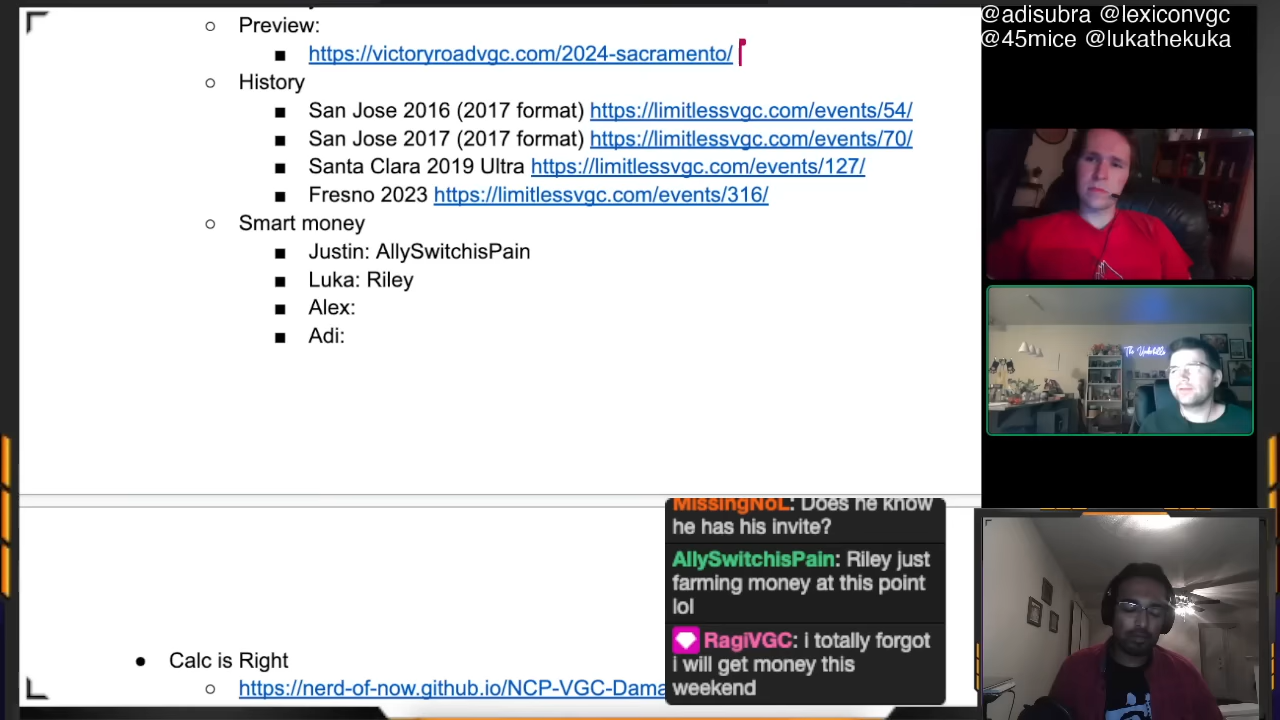 @adisubra @lexiconvgc
@45mice @lukathekuka
Preview:
https://victoryroadvgc.com/2024-sacramento/
History
San Jose 2016 (2017 format) https://limitlessvgc.com/events/54/
San Jose 2017 (2017 format) https://limitlessvgc.com/events/70/
Santa Clara 2019 Ultra https://limitlessvgc.com/events/127/
Fresno 2023 https://limitlessvgc.com/events/316/
Smart money
Justin: AllySwitchisPain
Luka: Riley
Alex:
Adi:
MissingNoL: Does he know
he has his invite?
AllySwitchisPain: Riley just
farming money at this point
lol
RagiVGC: i totally forgot
i will get money this
weekend
Calc is Right
https://nerd-of-now.github.io/NCP-VGC-Dama